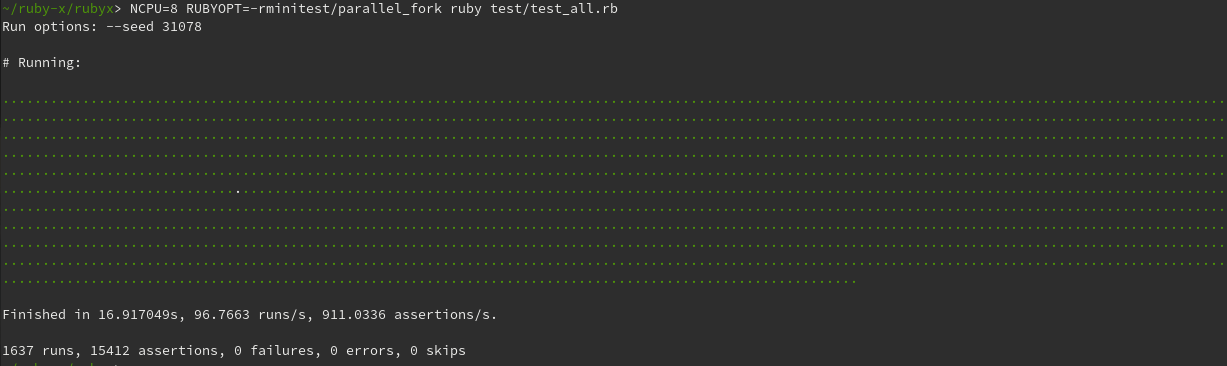 ~/ruby-x/rubyx> NCPU=8 RUBYOPT=-rminitest/parallel_fork ruby test/test_all.rb
Run options: --seed 31078
# Running:
.........................................................................................................................................................
.........................................................................................................................................................
.........................................................................................................................................................
.........................................................................................................................................................
.........................................................................................................................................................
.........................................................................................................................................................
.........................................................................................................................................................
.........................................................................................................................................................
.........................................................................................................................................................
.........................................................................................................................................................
...........................................................................................................
Finished in 16.917049s, 96.7663 runs/s, 911.0336 assertions/s.
1637 runs, 15412 assertions, 0 failures, 0 errors, 0 skips